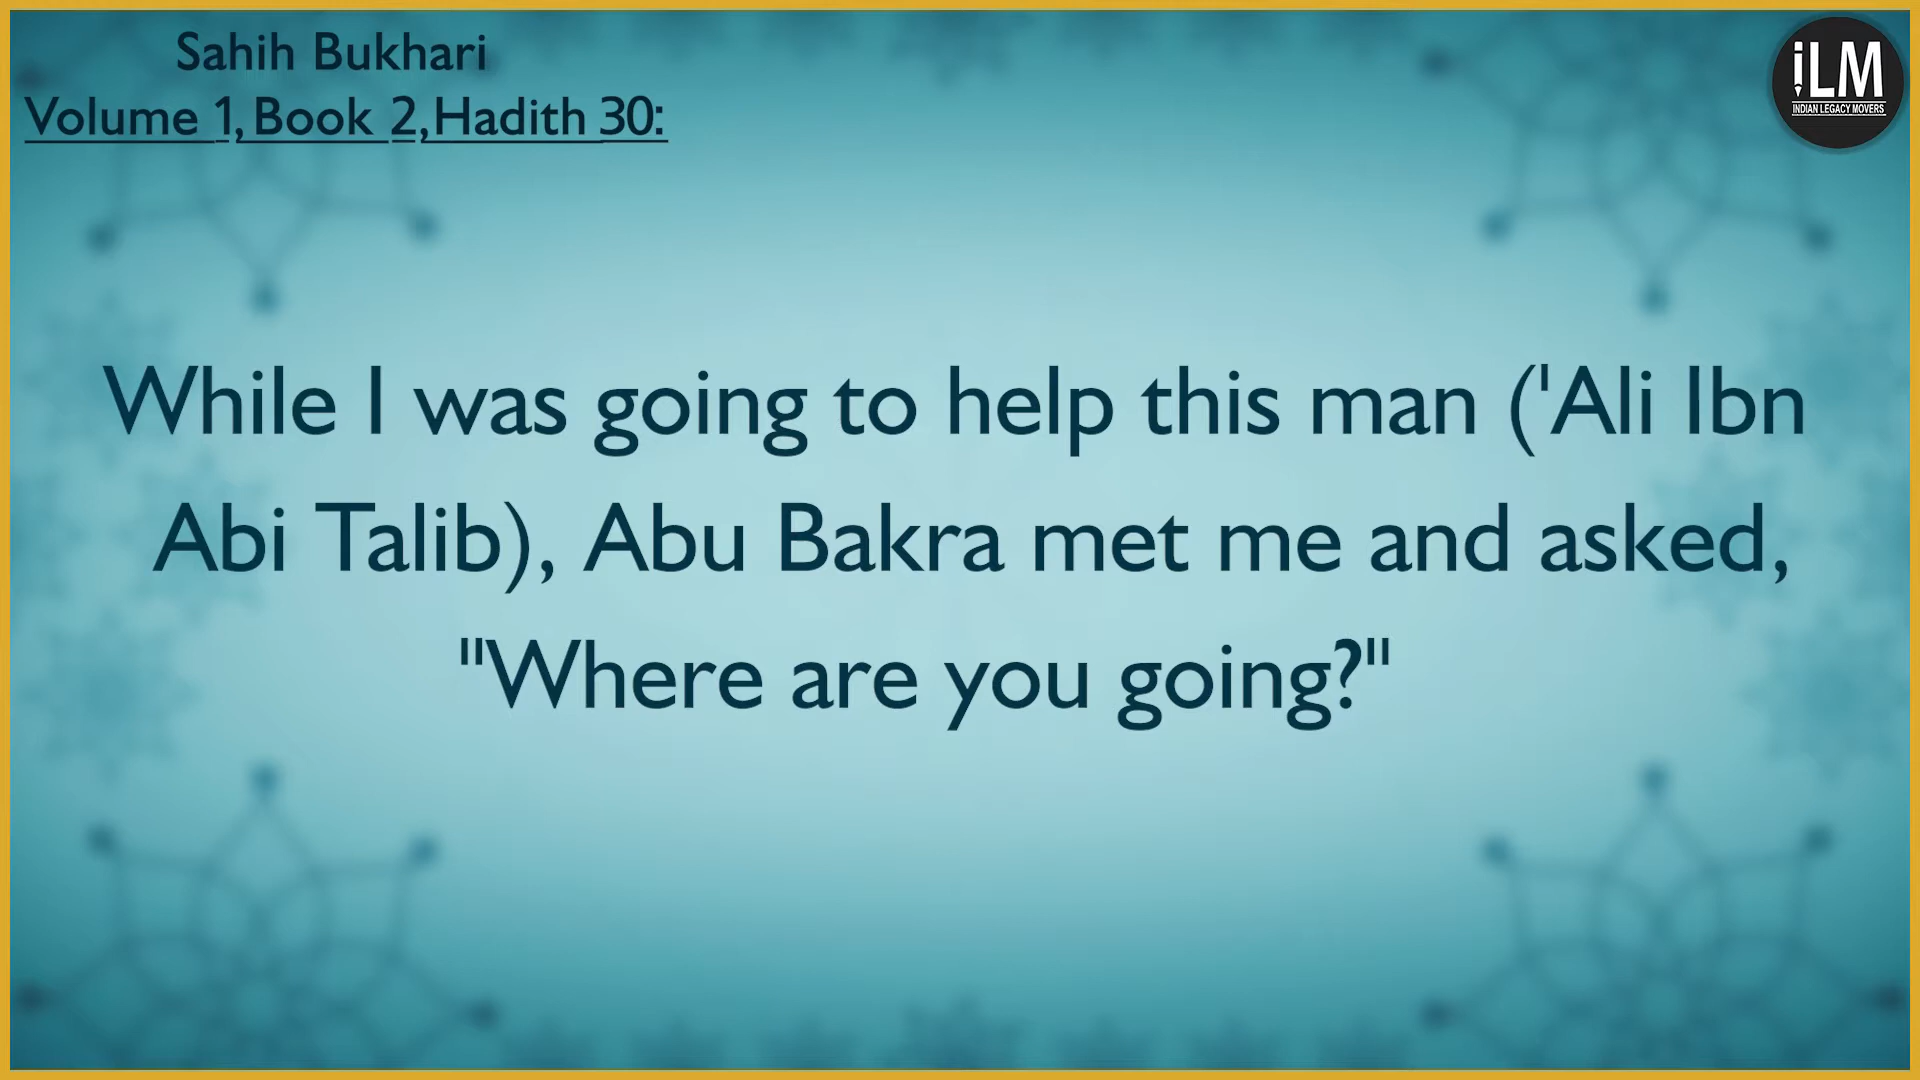 Sahih Bukhari
Volume 1, Book 2, Hadith 30:
iLM
INDIAN LEGACY MOVERS
While I was going to help this man ('Ali Ibn
Abi Talib), Abu Bakra met me and asked,
"Where are you going?"